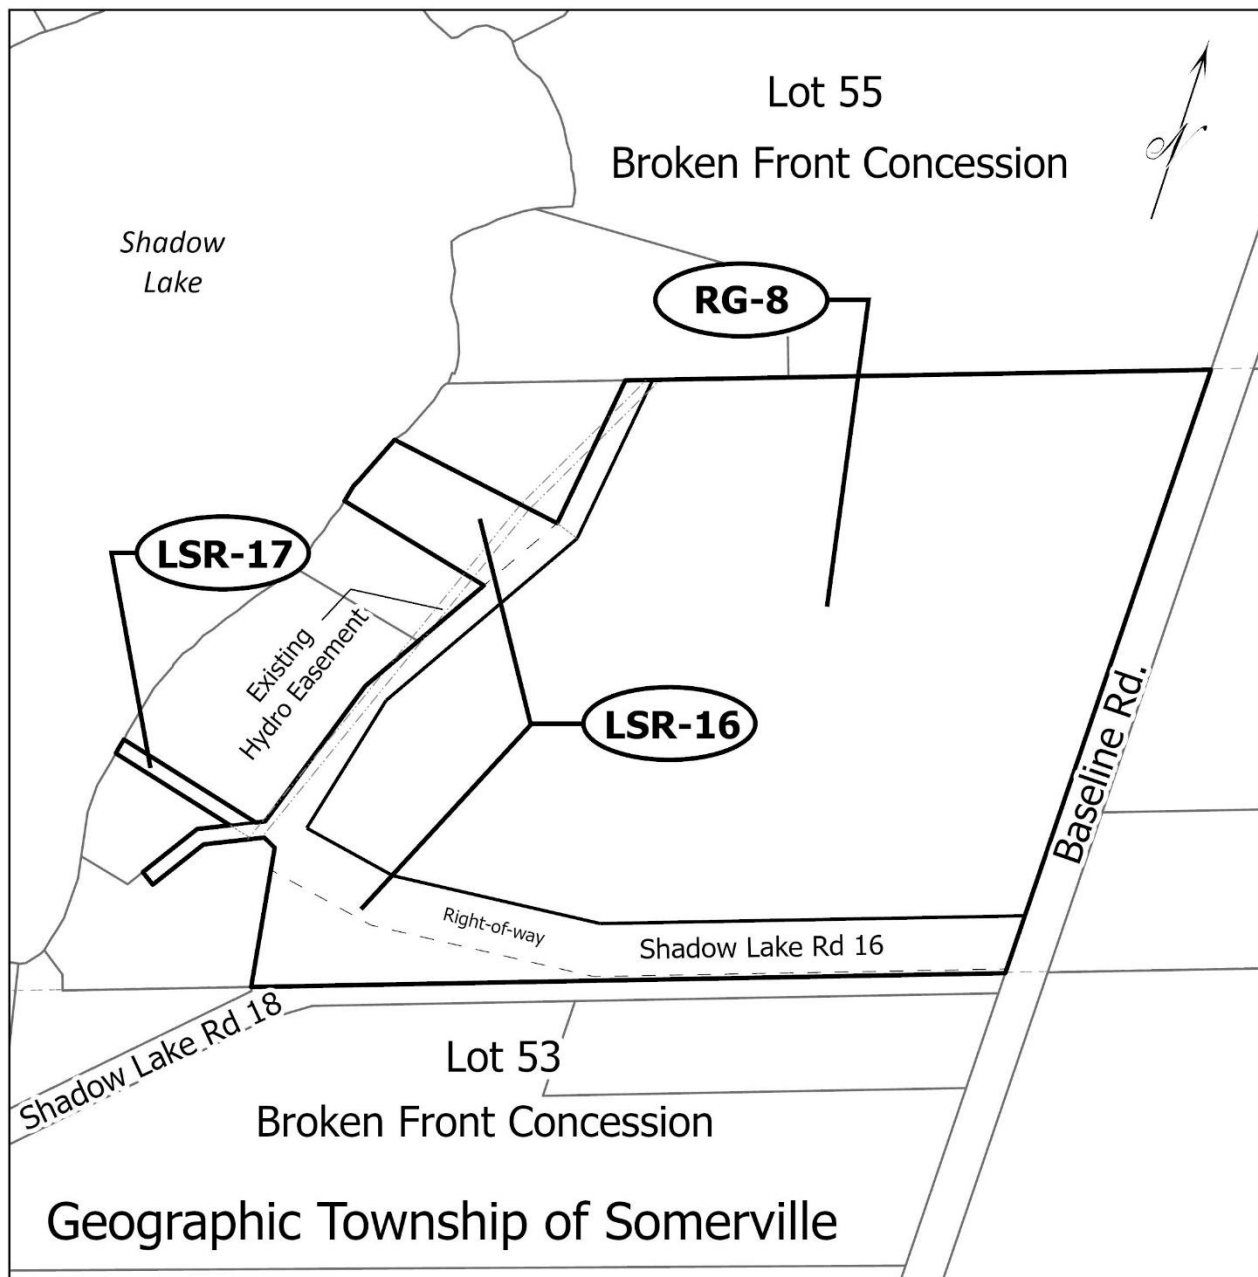 Lot 55
Broken Front Concession
N
Shadow
Lake
RG-8
LSR-17
Existing
Hydro Easement
LSR-16
Baseline Rd.
Right-of-way
Shadow Lake Rd 16
Shadow Lake Rd 18
Lot 53
Broken Front Concession
Geographic Township of Somerville